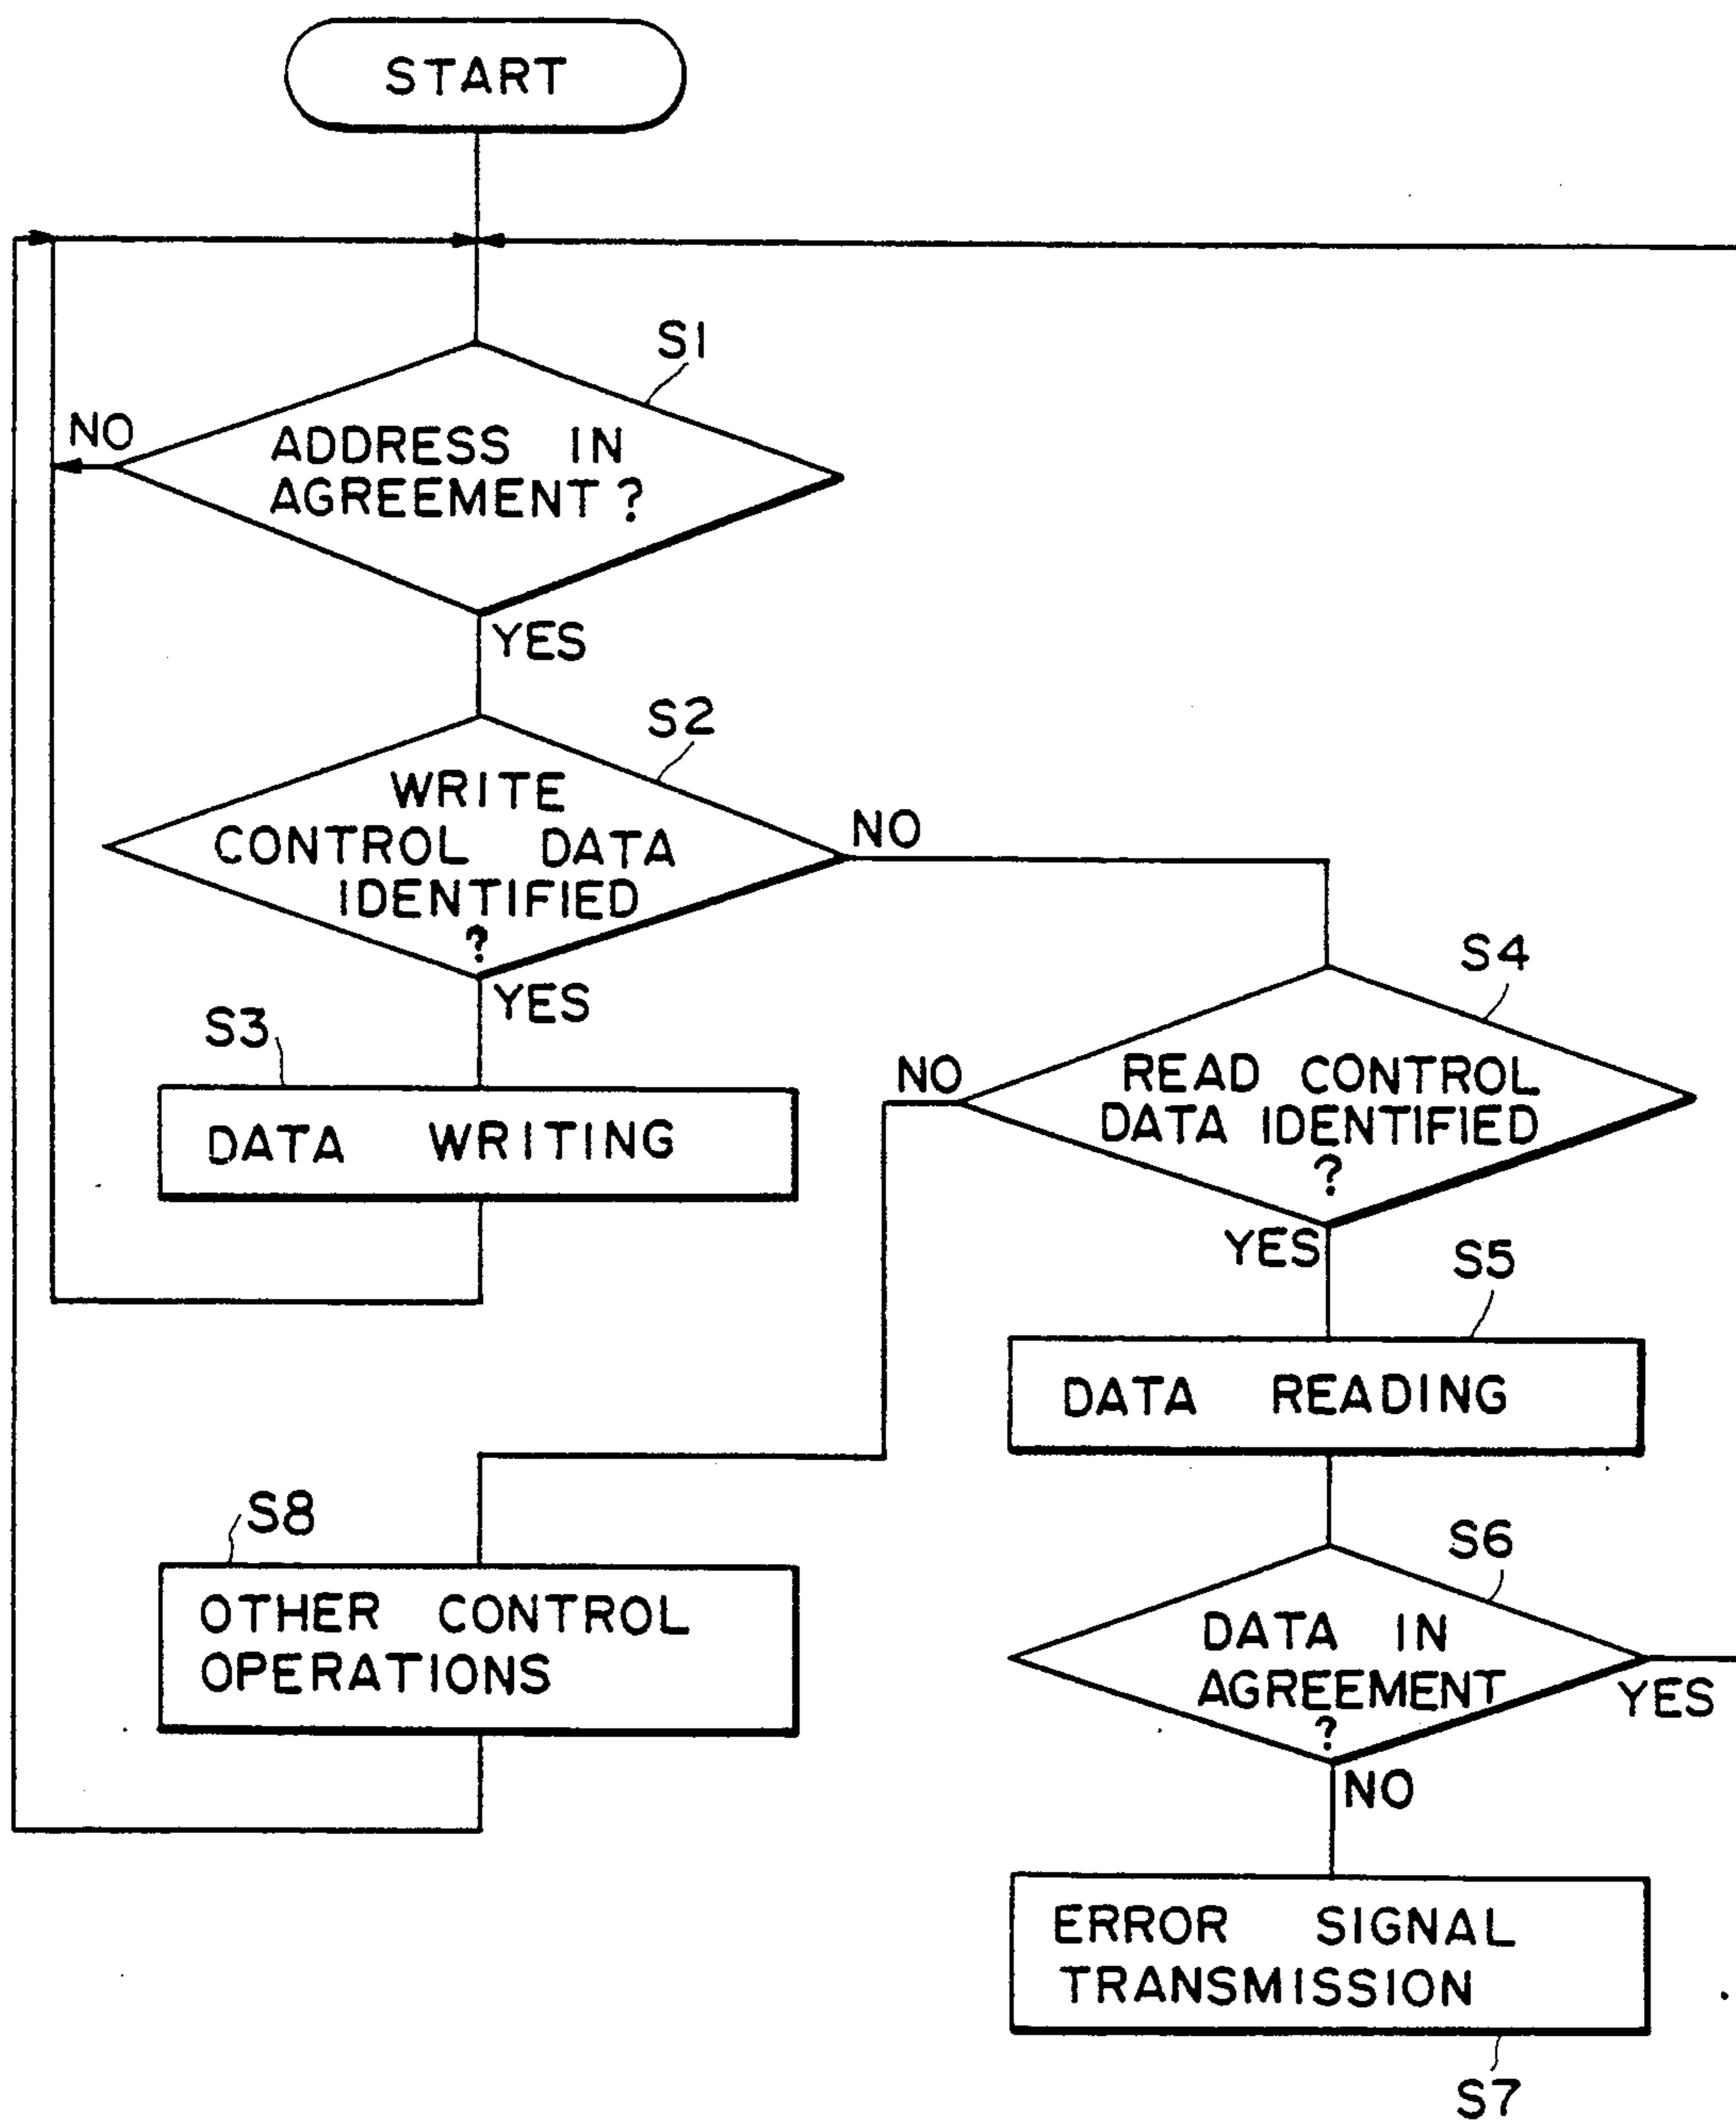 START
S1
NO
ADDRESS IN
AGREEMENT?
YES
S2
WRITE
CONTROL DATA
IDENTIFIED
?
NO
YES
S3
DATA WRITING
S4
NO
READ CONTROL
DATA IDENTIFIED
?
YES
S5
DATA READING
S8
OTHER CONTROL
OPERATIONS
S6
DATA IN
AGREEMENT
?
YES
NO
ERROR SIGNAL
TRANSMISSION
S7